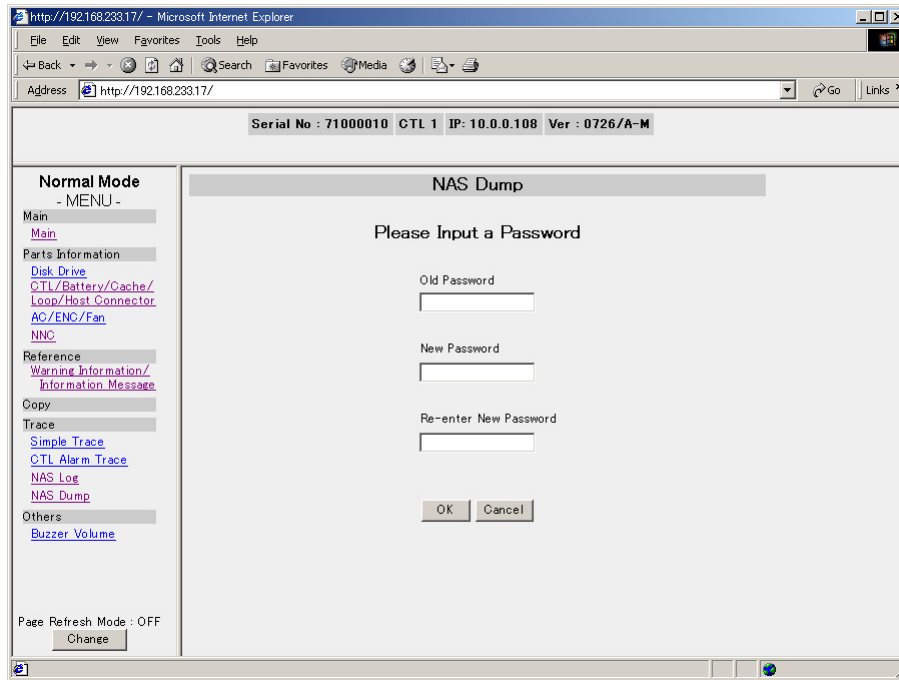 http://192.168.233.17/ - Microsoft Internet Explorer
File Edit View Favorites Tools Help
Back Search Favorites Media
Address http://192.168.233.17/ Go Links
Serial No : 71000010 CTL 1 IP: 10.0.0.108 Ver : 0726/A-M
Normal Mode
- MENU -
Main
Main
Parts Information
Disk Drive
CTL/Battery/Cache/
Loop/Host Connector
AC/ENC/Fan
NNC
Reference
Warning Information/
Information Message
Copy
Trace
Simple Trace
CTL Alarm Trace
NAS Log
NAS Dump
Others
Buzzer Volume
Page Refresh Mode : OFF
Change
NAS Dump
Please Input a Password
Old Password
New Password
Re-enter New Password
OK Cancel